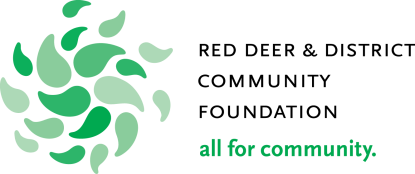 RED DEER & DISTRICT
COMMUNITY
FOUNDATION
all for community.